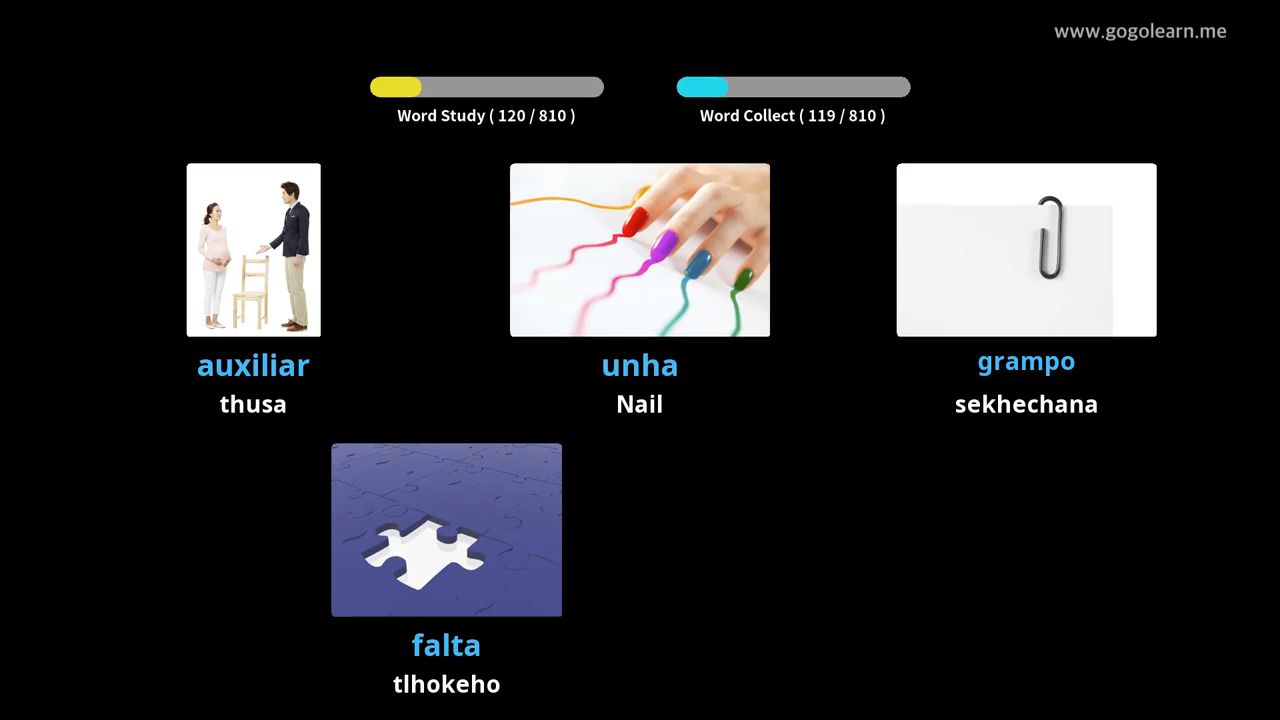 www.gogolearn.me
Word Study ( 120 / 810 )
Word Collect ( 119 / 810 )
auxiliar
thusa
unha
Nail
grampo
sekhechana
falta
tlhokeho